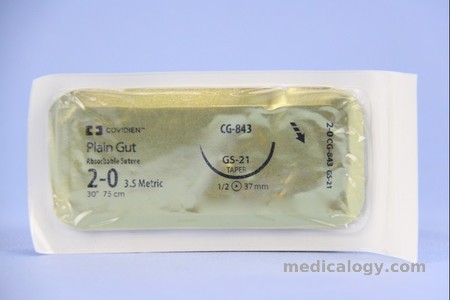 COVIDIEN™
Plain Gut
Absorbable Suture
2-0 3.5 Metric
30" 75 cm
CG-843
GS-21
TAPER
1/2 37 mm
2-0 CG-843 GS-21
medicalogy.com